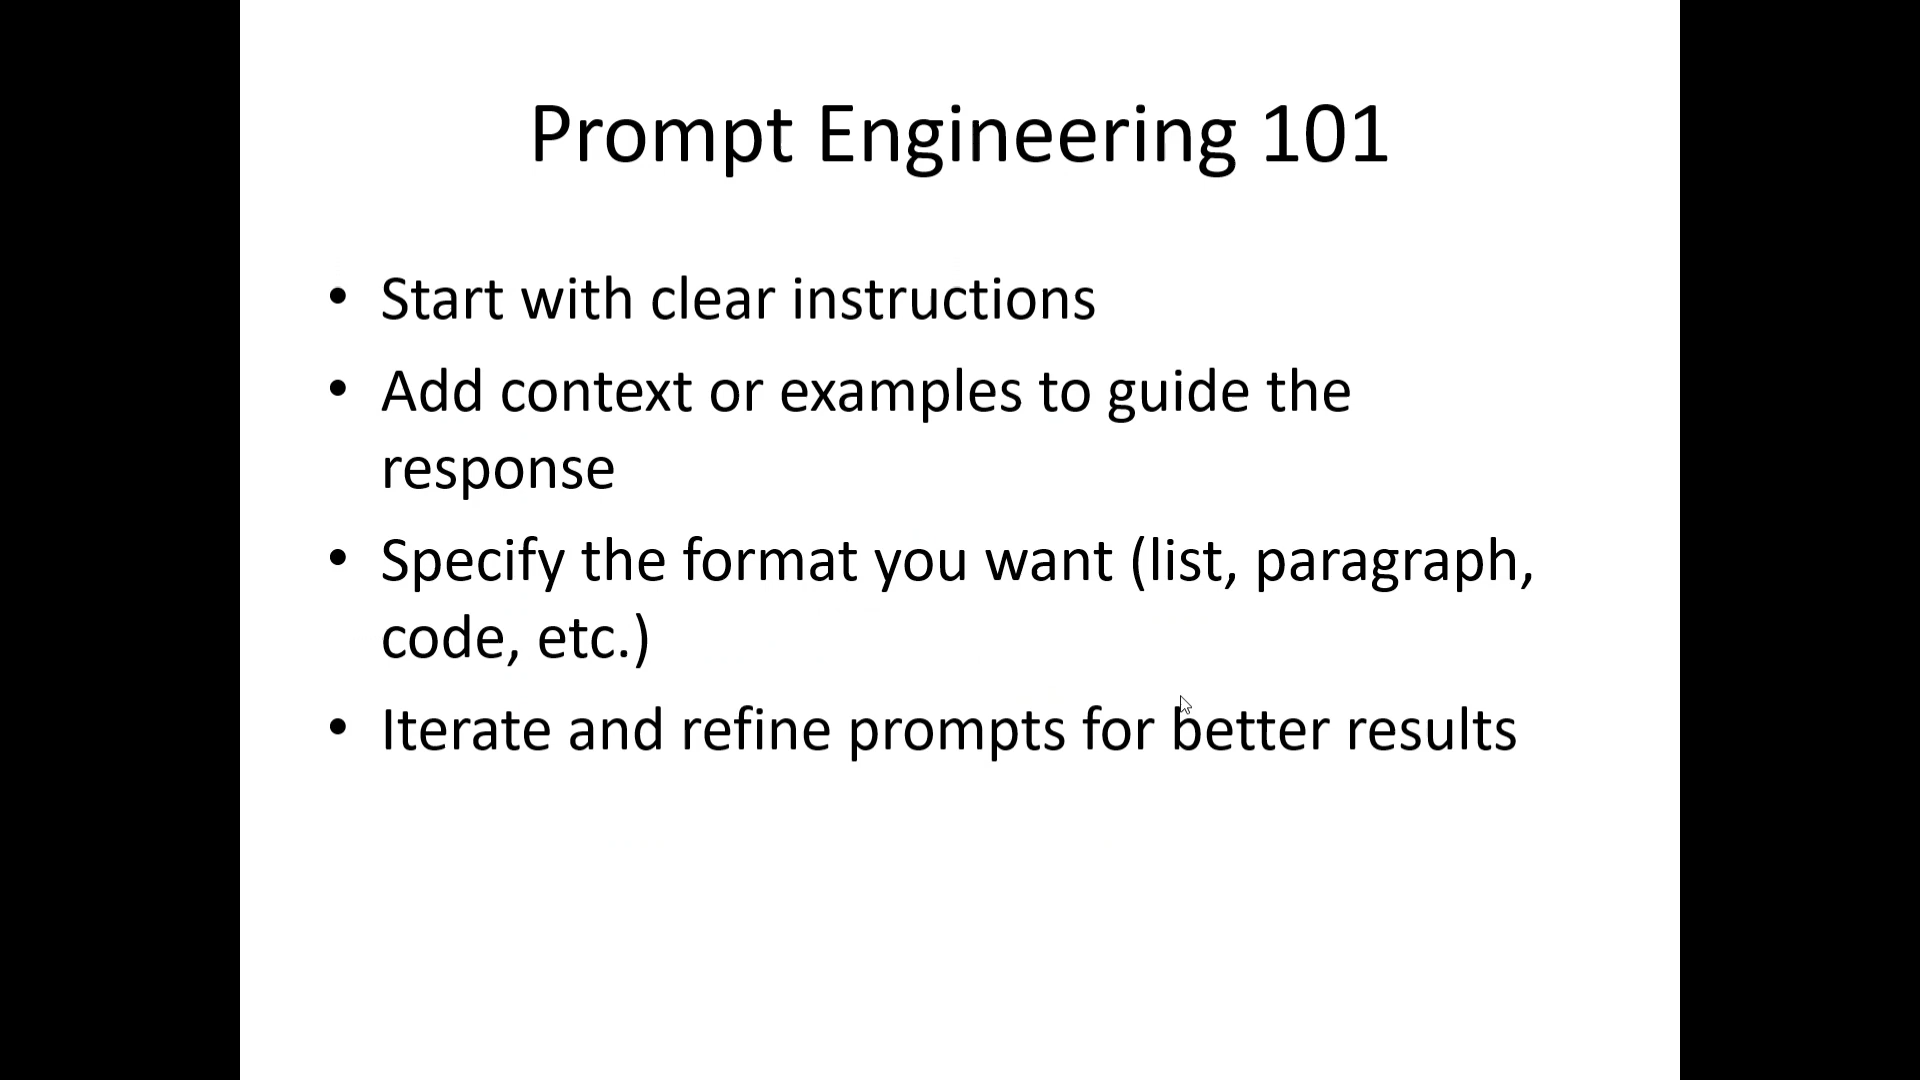 Prompt Engineering 101
• Start with clear instructions
• Add context or examples to guide the
response
• Specify the format you want (list, paragraph,
code, etc.)
• Iterate and refine prompts for better results